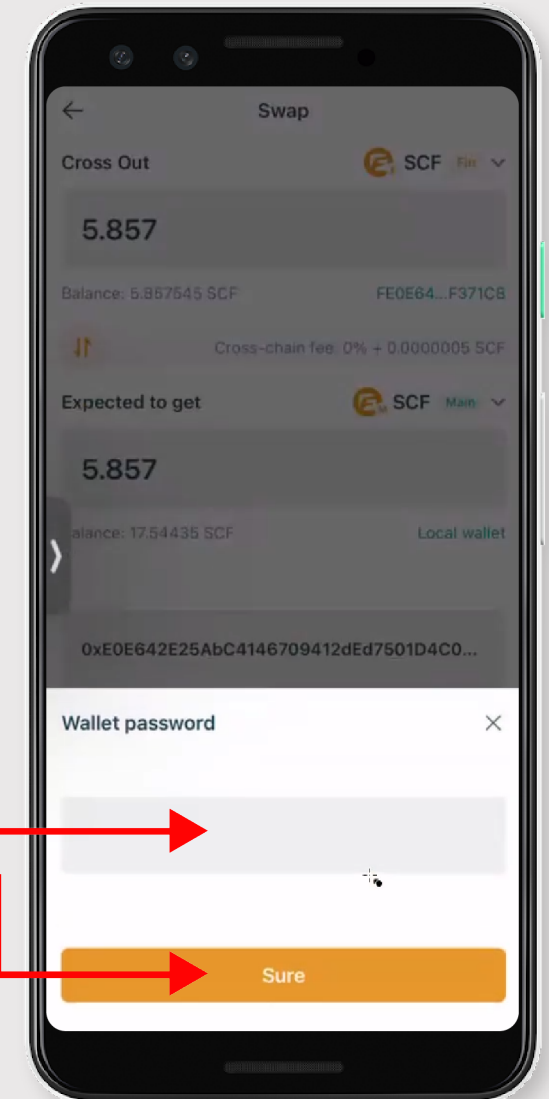 Swap
Cross Out
SCF Fin
5.857
Balance: 5.857545 SCF FE0E64...F371C8
Cross-chain fee: 0% + 0.0000005 SCF
Expected to get
SCF Main
5.857
alance: 17.54435 SCF Local wallet
0xE0E642E25AbC4146709412dEd7501D4C0...
Wallet password
Sure